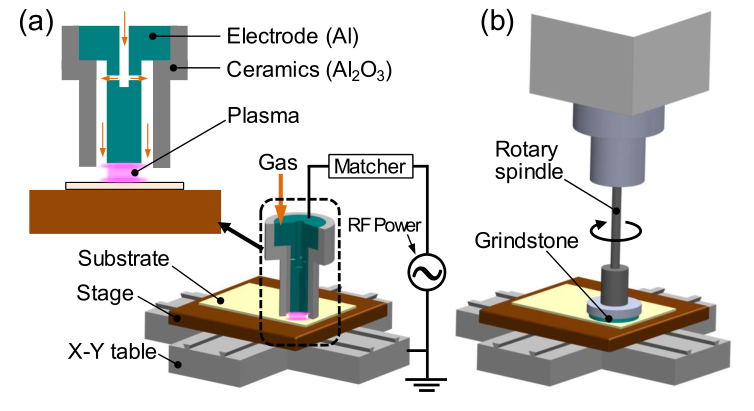 (a)
Electrode (Al)
Ceramics (Al₂O₃)
Plasma
Gas
Matcher
RF Power
Substrate
Stage
X-Y table
(b)
Rotary
spindle
Grindstone